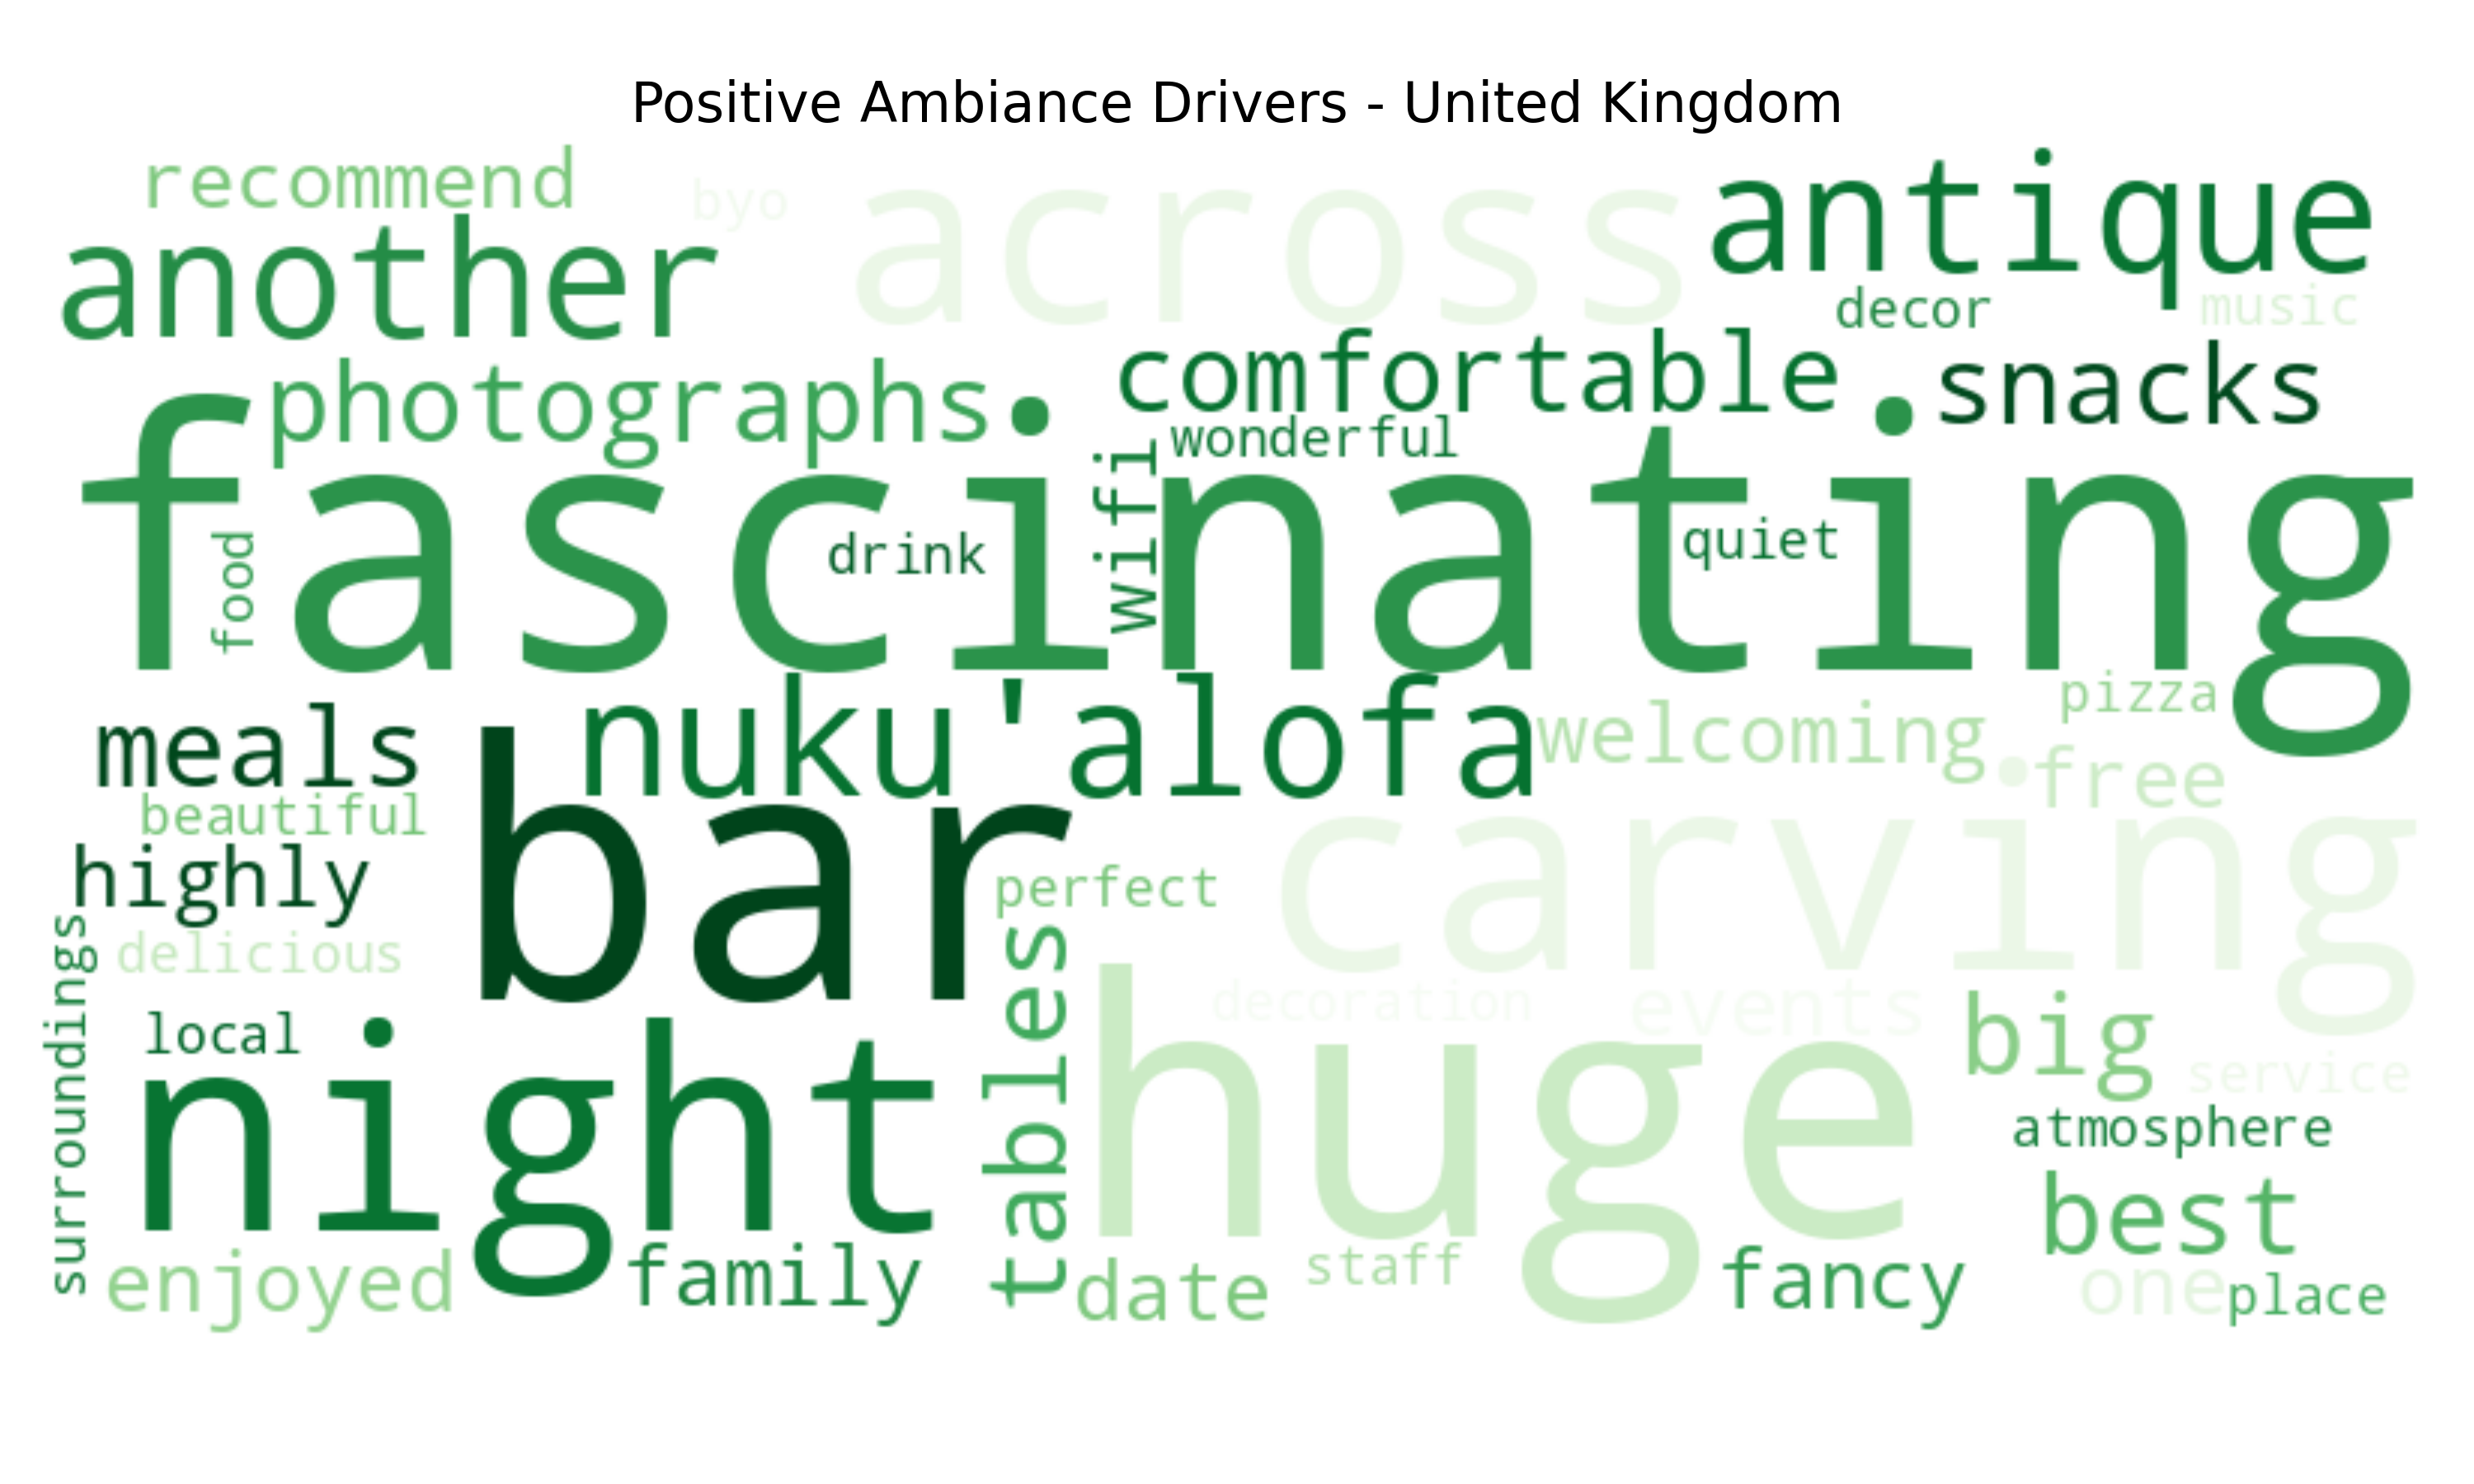 Positive Ambiance Drivers - United Kingdom
recommend
byo
across
antique
another
decor
music
comfortable
snacks
photographs
wonderful
fascinating
wifi
drink
quiet
food
nuku'alofa
welcoming
pizza
meals
free
beautiful
bar
carving
highly
perfect
delicious
surroundings
tables
decoration
events
local
big
night
huge
service
atmosphere
best
enjoyed
family
date
staff
fancy
one
place